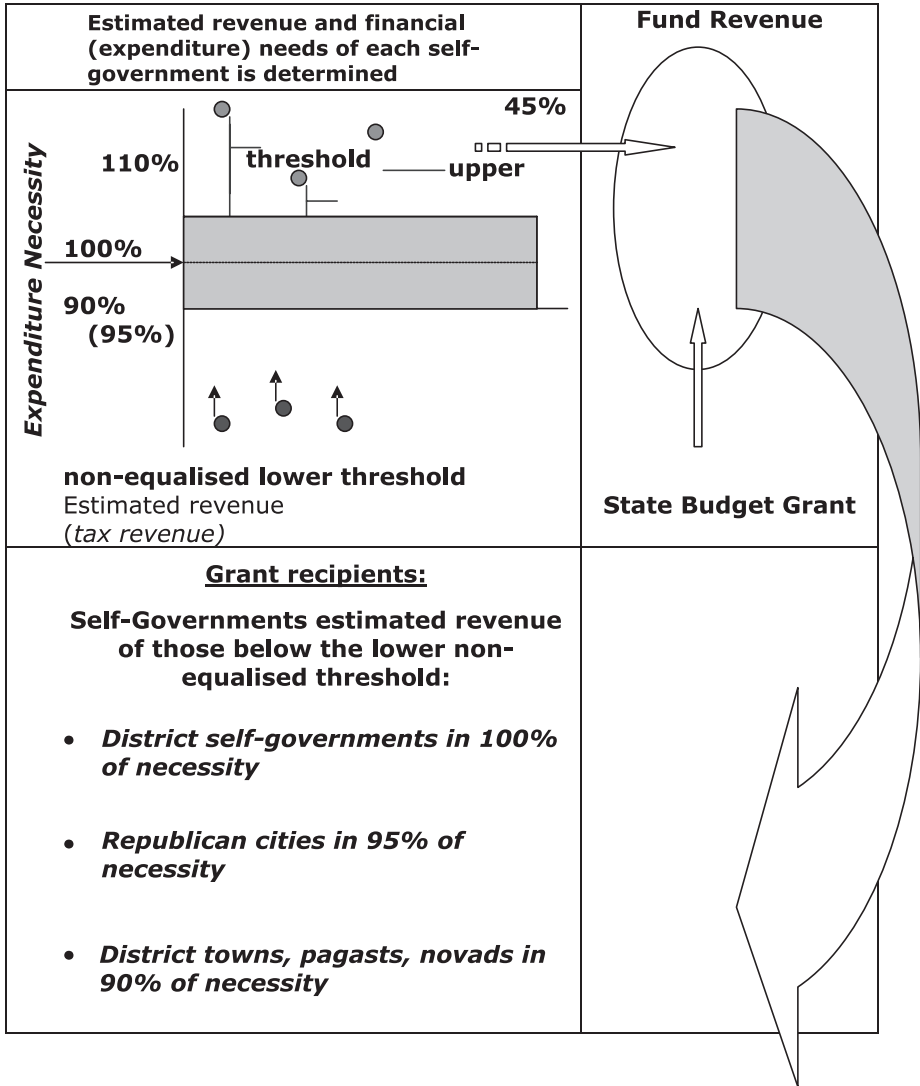 Estimated revenue and financial
(expenditure) needs of each self-
government is determined
Fund Revenue
45%
110%
threshold
upper
Expenditure Necessity
100%
90%
(95%)
non-equalised lower threshold
Estimated revenue
(tax revenue)
State Budget Grant
Grant recipients:
Self-Governments estimated revenue
of those below the lower non-
equalised threshold:
• District self-governments in 100%
of necessity
• Republican cities in 95% of
necessity
• District towns, pagasts, novads in
90% of necessity